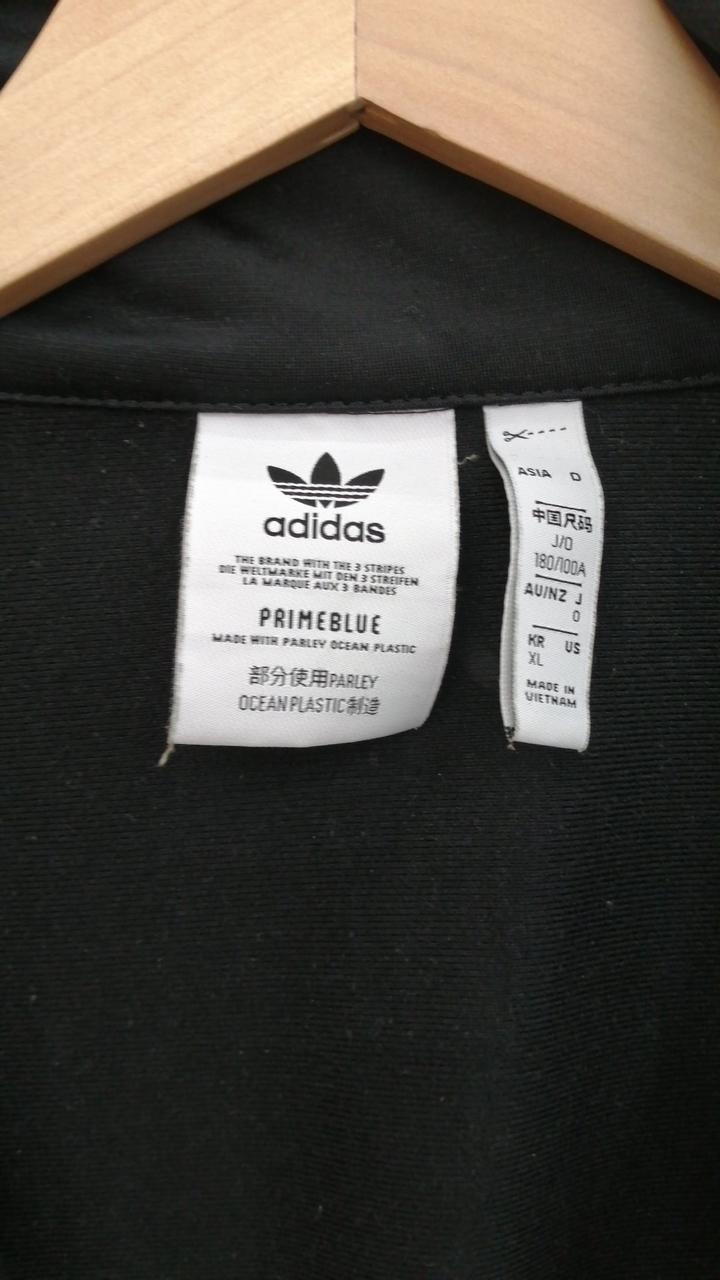 adidas
THE BRAND WITH THE 3 STRIPES
DIE WELTMARKE MIT DEN 3 STREIFEN
LA MARQUE AUX 3 BANDES
PRIMEBLUE
MADE WITH PARLEY OCEAN PLASTIC
部分使用PARLEY
OCEAN PLASTIC制造
ASIA O
中国尺码
J/O
180/100A
AU/NZ J
O
KR US
XL
MADE IN
VIETNAM